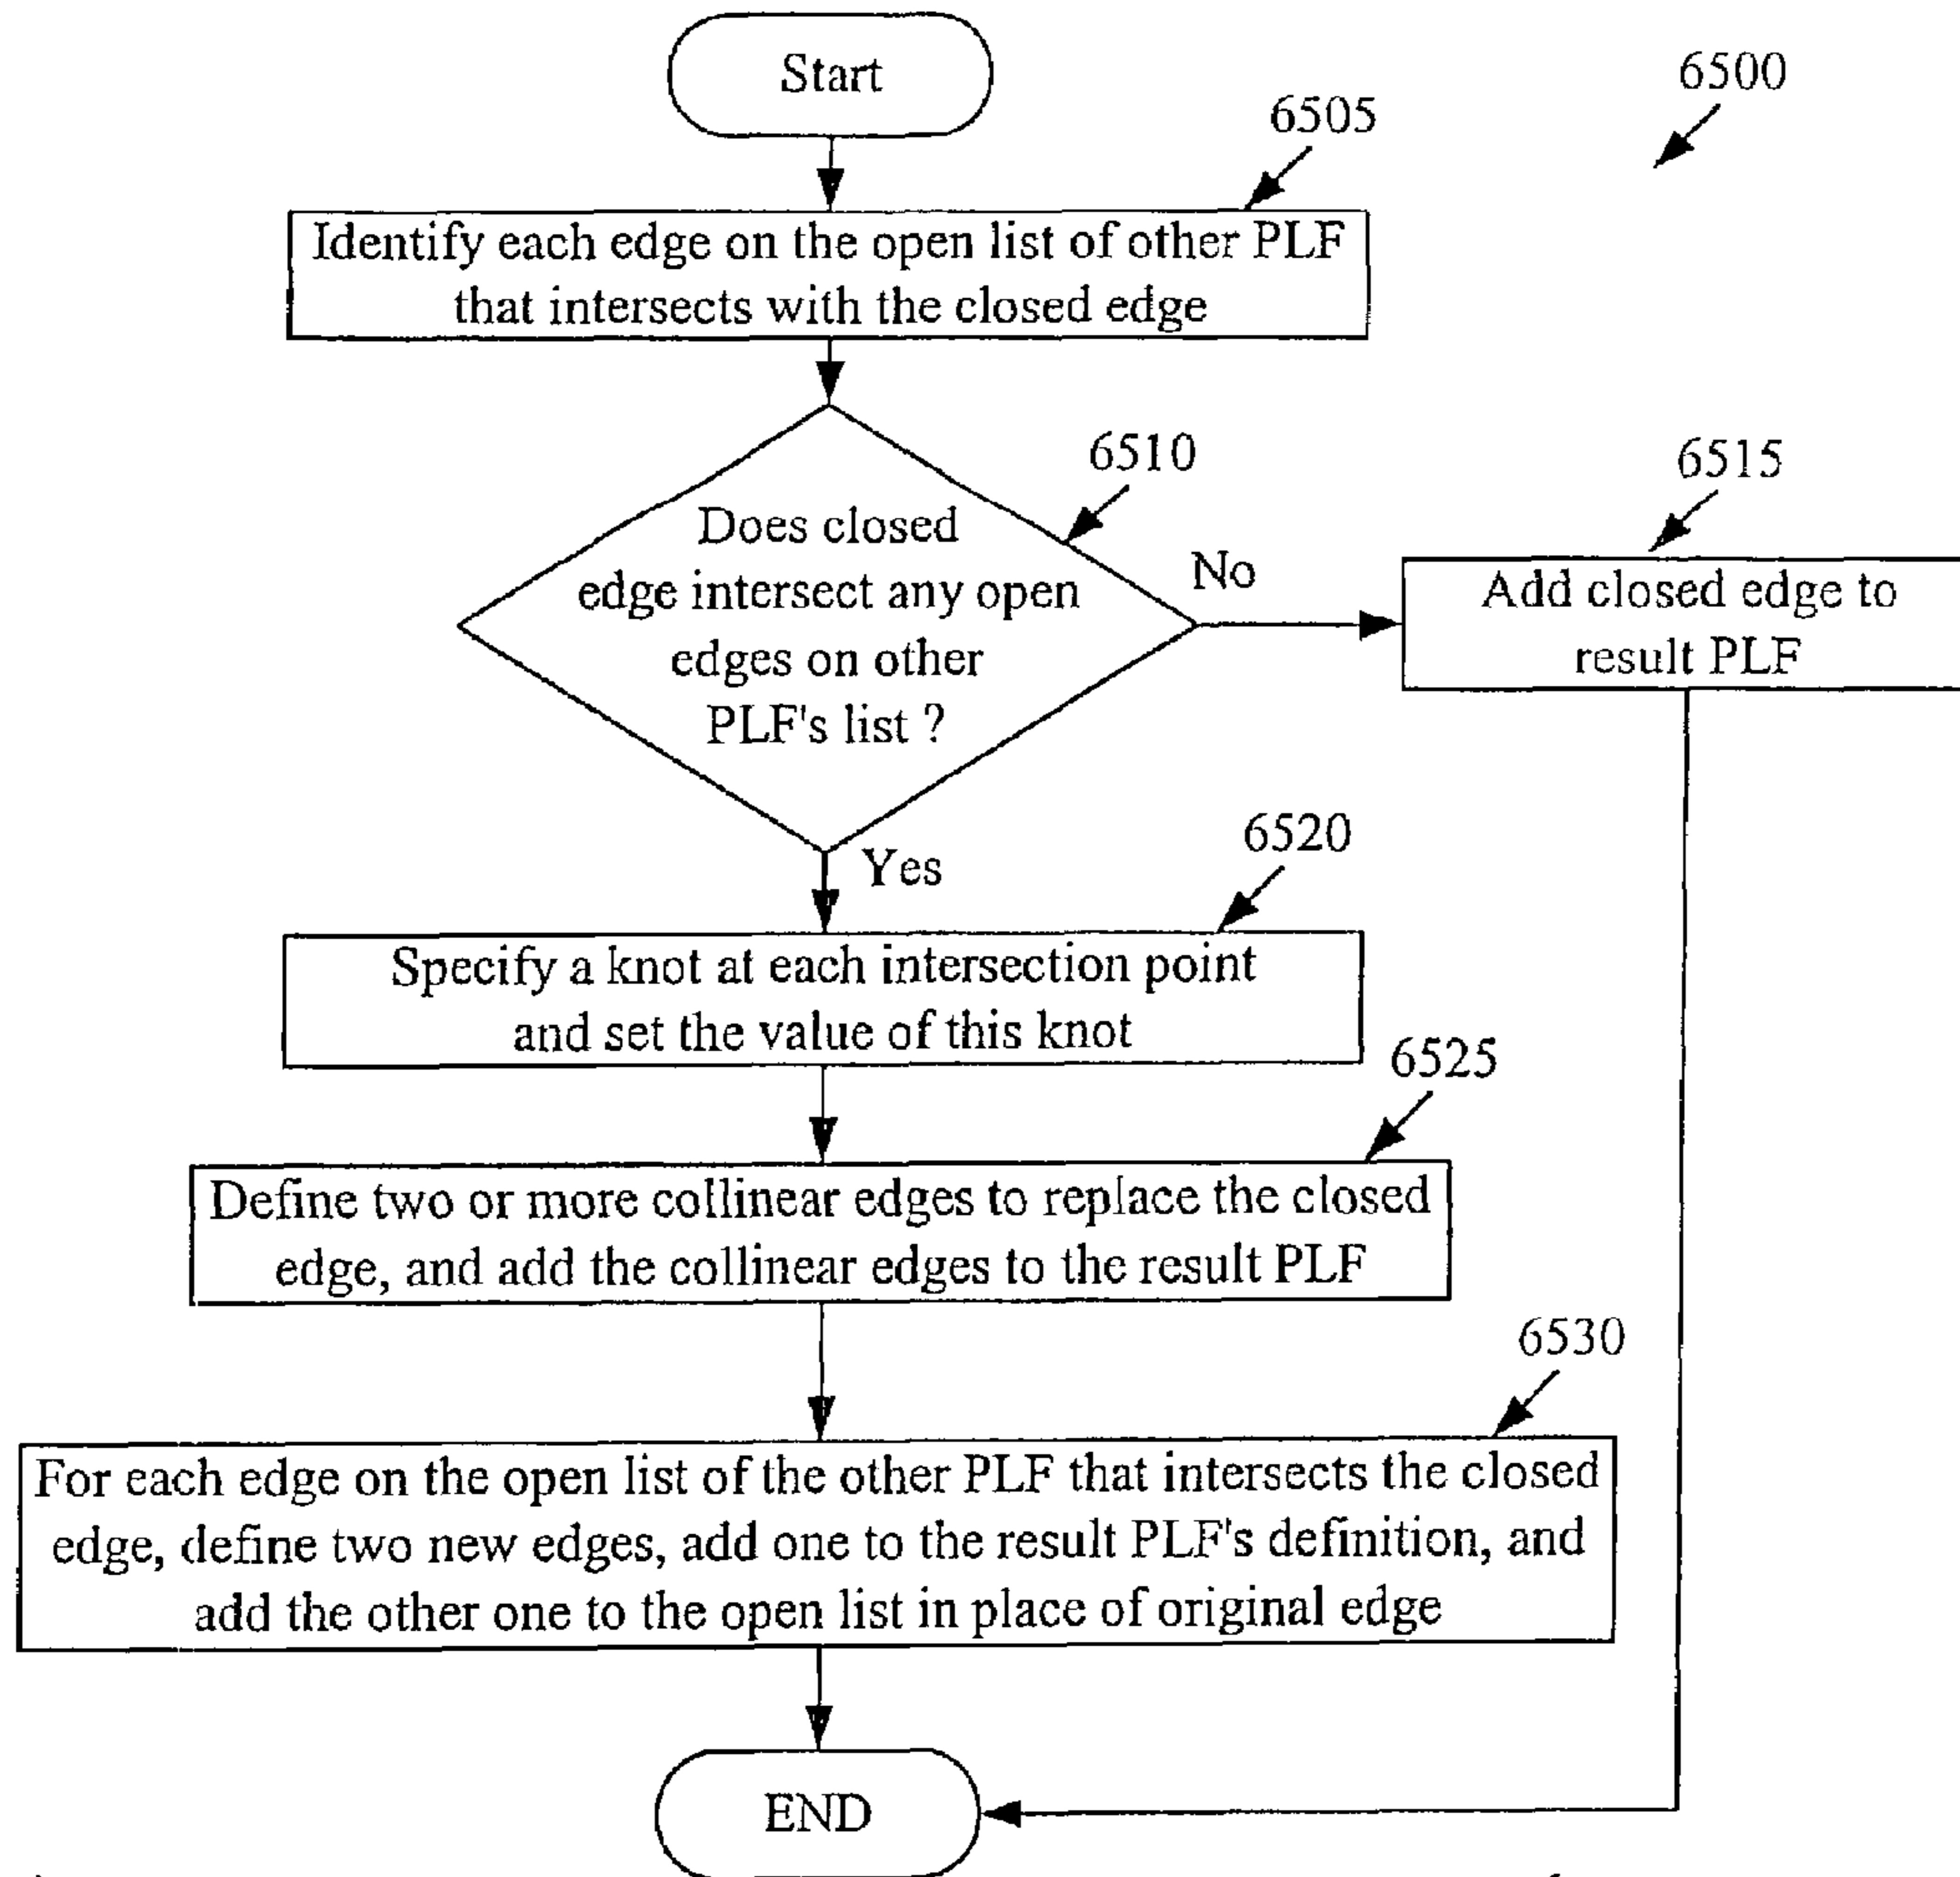 Start
6500
6505
Identify each edge on the open list of other PLF
that intersects with the closed edge
6510
Does closed
edge intersect any open
edges on other
PLF's list ?
No
6515
Add closed edge to
result PLF
Yes
6520
Specify a knot at each intersection point
and set the value of this knot
6525
Define two or more collinear edges to replace the closed
edge, and add the collinear edges to the result PLF
6530
For each edge on the open list of the other PLF that intersects the closed
edge, define two new edges, add one to the result PLF's definition, and
add the other one to the open list in place of original edge
END